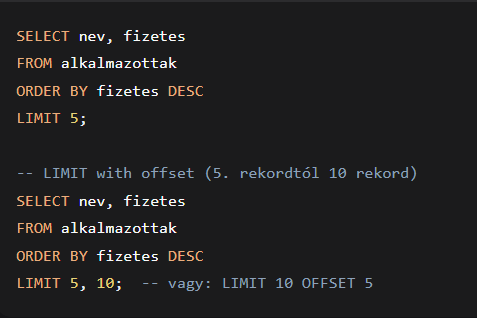 SELECT nev, fizetes
FROM alkalmazottak
ORDER BY fizetes DESC
LIMIT 5;
-- LIMIT with offset (5. rekordtól 10 rekord)
SELECT nev, fizetes
FROM alkalmazottak
ORDER BY fizetes DESC
LIMIT 5, 10;  -- vagy: LIMIT 10 OFFSET 5